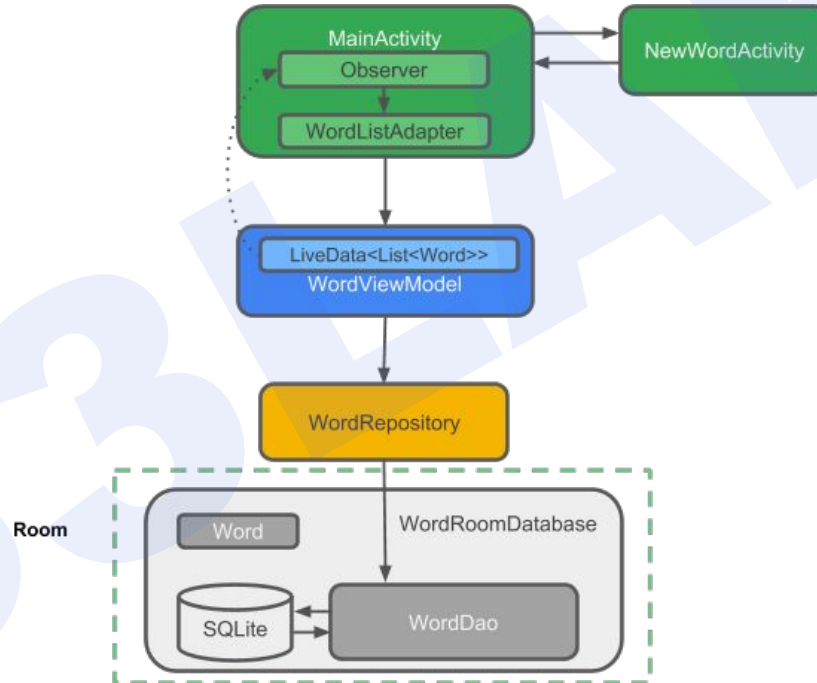 MainActivity
Observer
WordListAdapter
NewWordActivity
LiveData<List<Word>>
WordViewModel
WordRepository
Room
Word
WordRoomDatabase
SQLite
WordDao